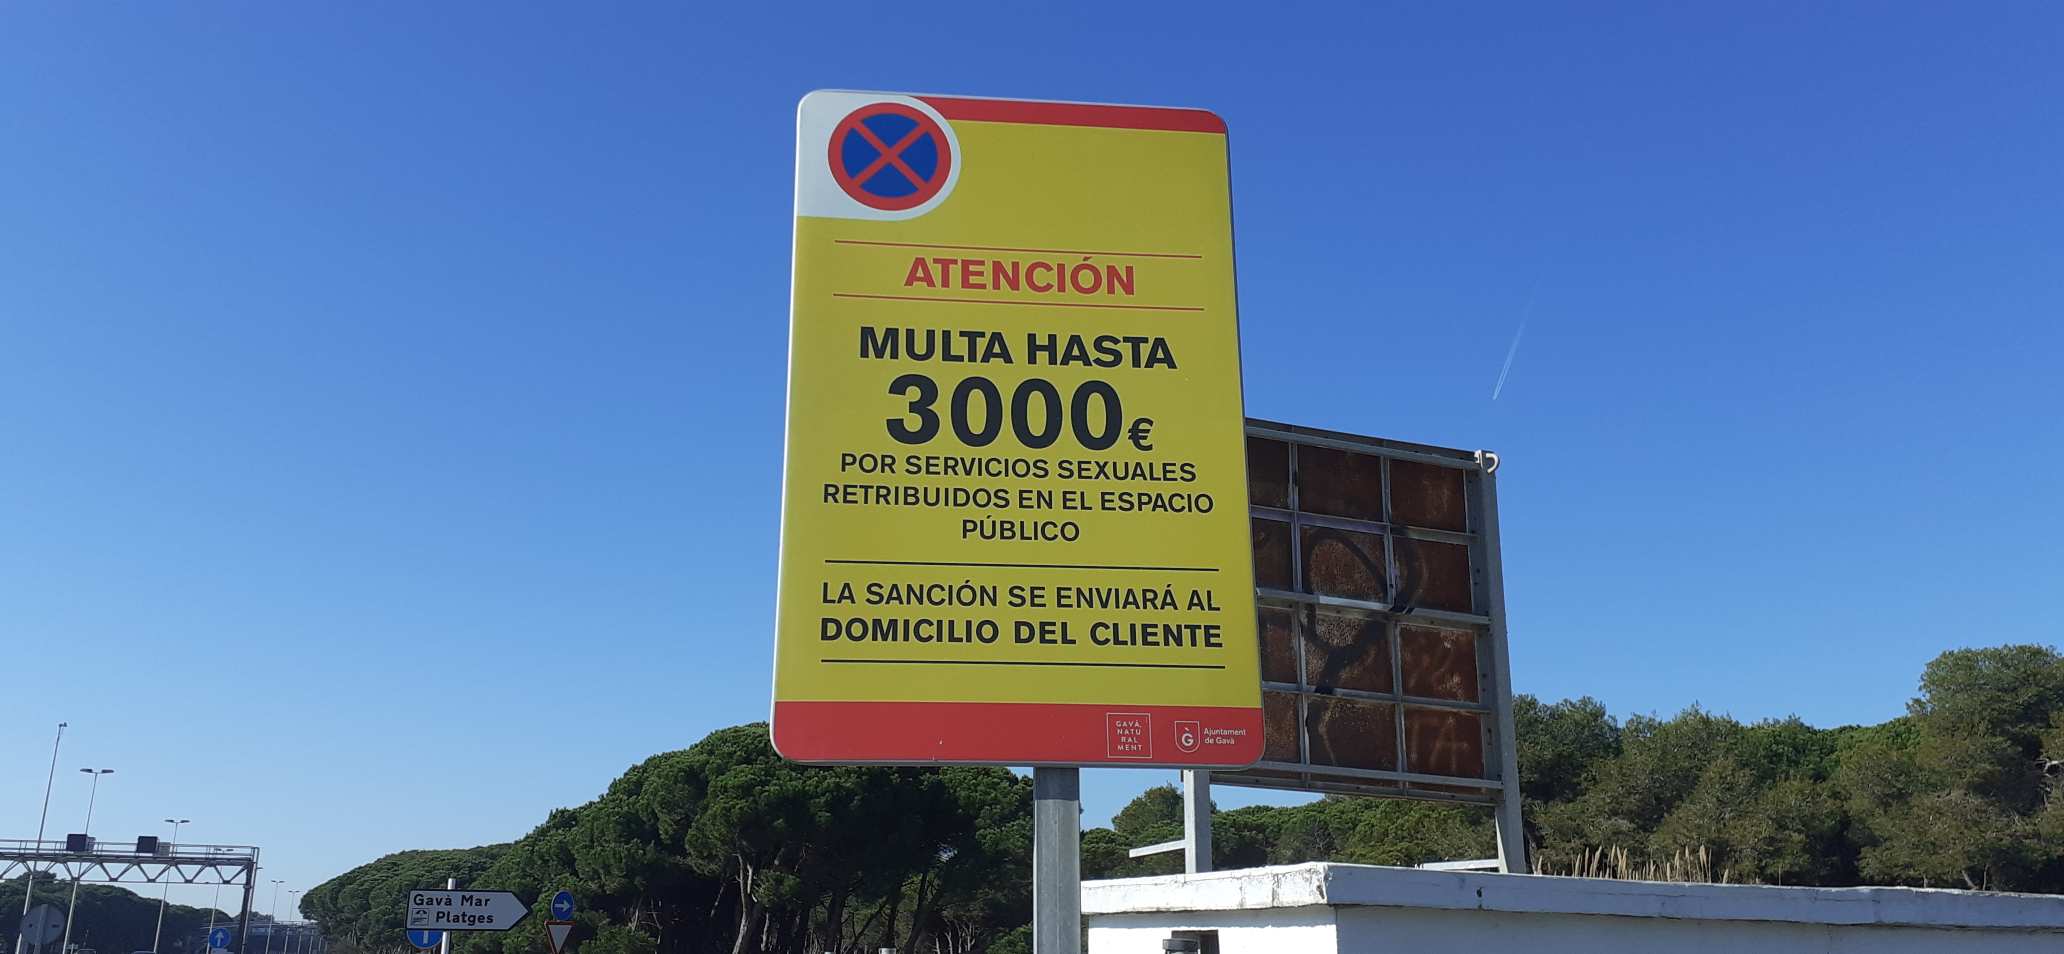 ATENCIÓN
MULTA HASTA
3000€
POR SERVICIOS SEXUALES
RETRIBUIDOS EN EL ESPACIO
PÚBLICO
LA SANCIÓN SE ENVIARÁ AL
DOMICILIO DEL CLIENTE
GAVÀ,
NATU
RAL
MENT
Ajuntament
de Gavà
Gavà Mar
Platges